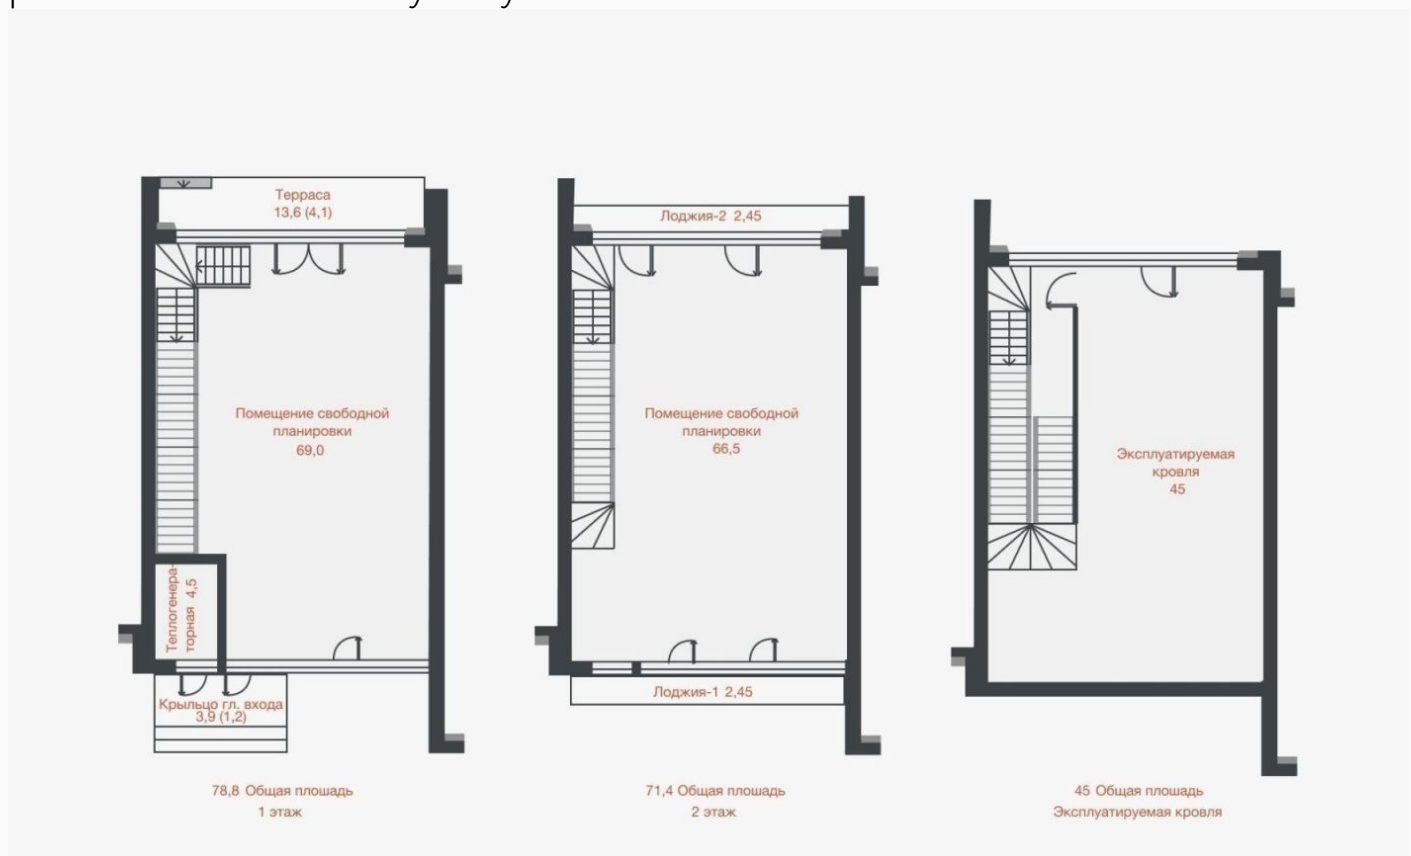 Терраса
13,6 (4,1)
Помещение свободной
планировки
69,0
Теплогенера-
торная 4,5
Крыльцо гл. входа
3,9 (1,2)
78,8 Общая площадь
1 этаж
Лоджия-2 2,45
Помещение свободной
планировки
66,5
Лоджия-1 2,45
71,4 Общая площадь
2 этаж
Эксплуатируемая
кровля
45
45 Общая площадь
Эксплуатируемая кровля